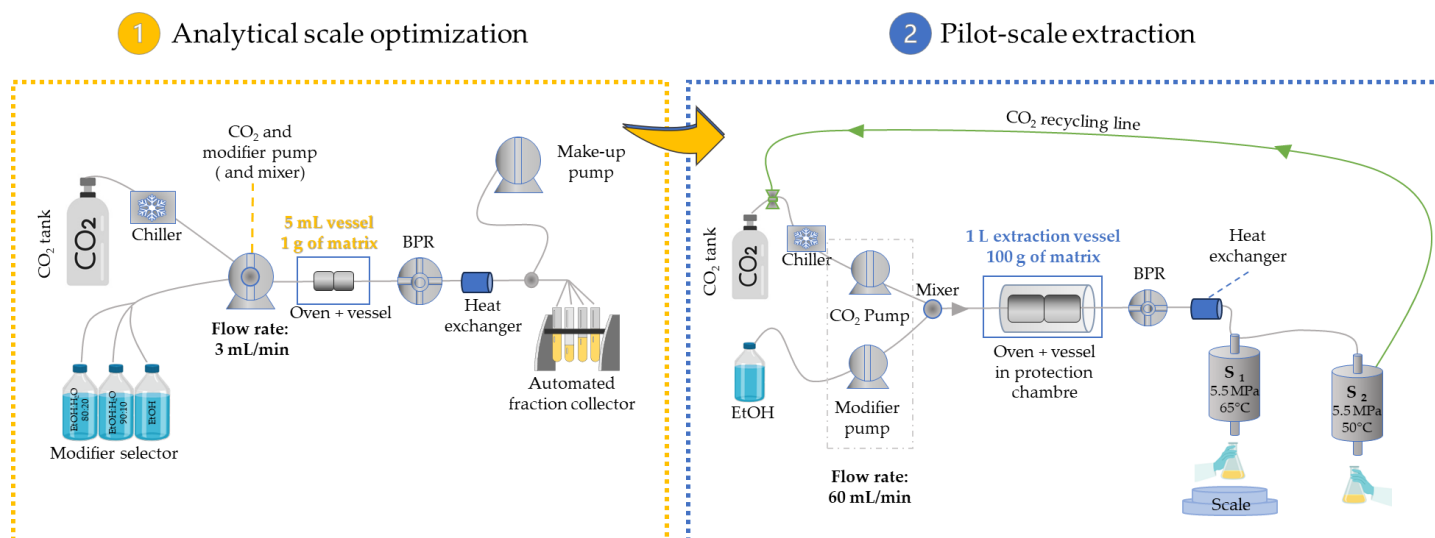 1 Analytical scale optimization
CO₂ and
modifier pump
( and mixer)
CO₂ tank
CO₂
Chiller
5 mL vessel
1 g of matrix
BPR
Make-up
pump
Oven + vessel
Heat
exchanger
Flow rate:
3 mL/min
Automated
fraction collector
EtOH:H₂O
80:20
EtOH:H₂O
90:10
EtOH
Modifier selector
2 Pilot-scale extraction
CO₂ recycling line
CO₂ tank
CO₂
Chiller
CO₂ Pump
Mixer
1 L extraction vessel
100 g of matrix
BPR
Heat
exchanger
Oven + vessel
in protection
chambre
EtOH
Modifier
pump
Flow rate:
60 mL/min
S 1
5.5 MPa
65°C
S 2
5.5 MPa
50°C
Scale